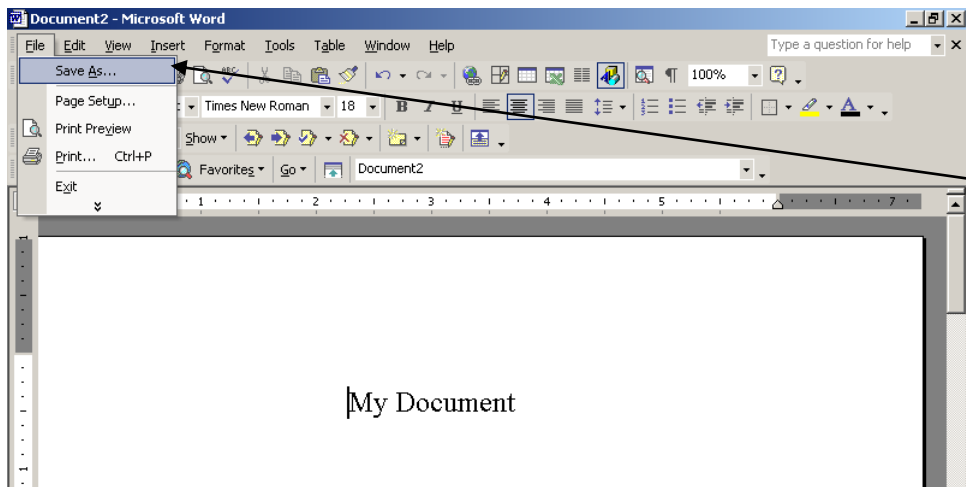 Document2 - Microsoft Word
File Edit View Insert Format Tools Table Window Help Type a question for help
Save As...
100%
Page Setup...
Times New Roman 18 B I U
Print Preview
Show
Print... Ctrl+P
Favorites Go Document2
Exit
1 2 3 4 5 7
My Document